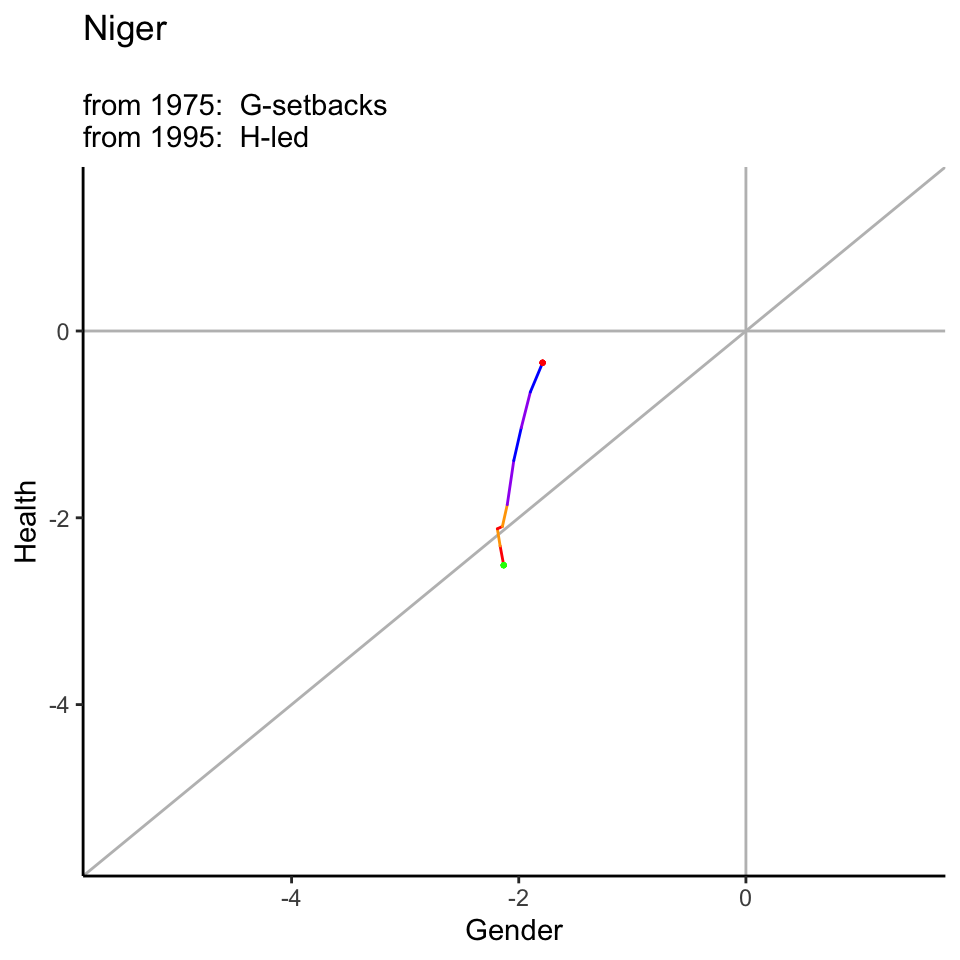 Niger
from 1975:  G-setbacks
from 1995:  H-led
0
-2
-4
Health
-4
-2
0
Gender